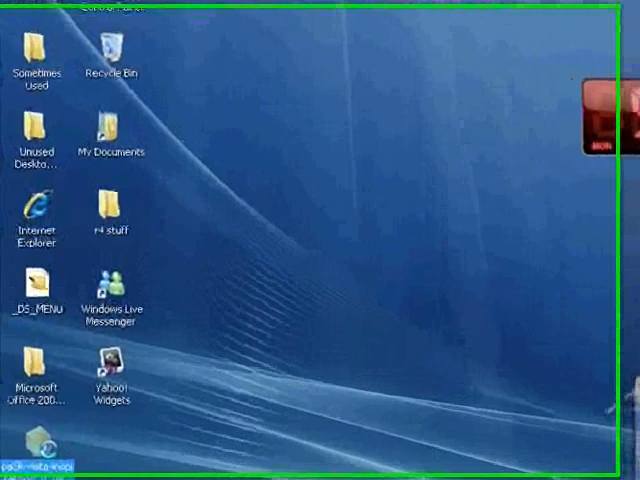 Sometimes
Used
Recycle Bin
Unused
Deskto...
My Documents
Internet
Explorer
r4 stuff
_DS_MENU
Windows Live
Messenger
Microsoft
Office 200...
Yahoo!
Widgets
MON